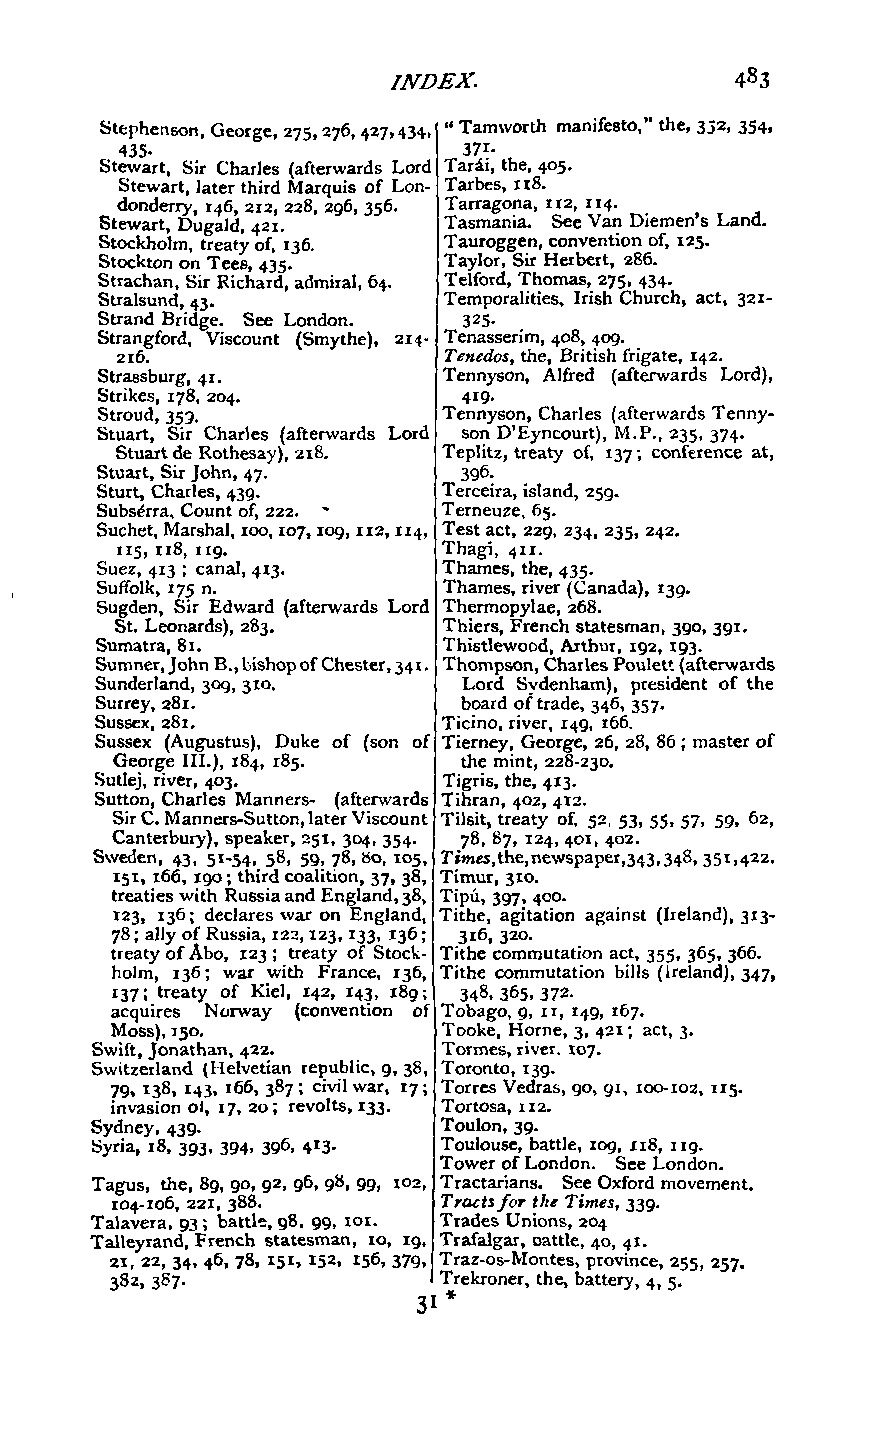 INDEX. 483
Stephenson, George, 275, 276, 427, 434,
435.
Stewart, Sir Charles (afterwards Lord
Stewart, later third Marquis of Lon-
donderry, 146, 212, 228, 296, 356.
Stewart, Dugald, 421.
Stockholm, treaty of, 136.
Stockton on Tees, 435.
Strachan, Sir Richard, admiral, 64.
Stralsund, 43.
Strand Bridge. See London.
Strangford, Viscount (Smythe), 214-
216.
Strassburg, 41.
Strikes, 178, 204.
Stroud, 359.
Stuart, Sir Charles (afterwards Lord
Stuart de Rothesay), 218.
Stuart, Sir John, 47.
Sturt, Charles, 439.
Subsérra, Count of, 222.
Suchet, Marshal, 100, 107, 109, 112, 114,
115, 118, 119.
Suez, 413 ; canal, 413.
Suffolk, 175 n.
Sugden, Sir Edward (afterwards Lord
St. Leonards), 283.
Sumatra, 81.
Sumner, John B., bishop of Chester, 341.
Sunderland, 309, 310.
Surrey, 281.
Sussex, 281.
Sussex (Augustus), Duke of (son of
George III.), 184, 185.
Sutlej, river, 403.
Sutton, Charles Manners- (afterwards
Sir C. Manners-Sutton, later Viscount
Canterbury), speaker, 251, 304, 354.
Sweden, 43, 51-54, 58, 59, 78, 80, 105,
151, 166, 190 ; third coalition, 37, 38,
treaties with Russia and England, 38,
123, 136 ; declares war on England,
78 ; ally of Russia, 122, 123, 133, 136 ;
treaty of Åbo, 123 ; treaty of Stock-
holm, 136 ; war with France, 136,
137 ; treaty of Kiel, 142, 143, 189 ;
acquires Norway (convention of
Moss), 150.
Swift, Jonathan, 422.
Switzerland (Helvetian republic, 9, 38,
79, 138, 143, 166, 387 ; civil war, 17 ;
invasion of, 17, 20 ; revolts, 133.
Sydney, 439.
Syria, 18, 393, 394, 396, 413.
Tagus, the, 89, 90, 92, 96, 98, 99, 102,
104-106, 221, 388.
Talavera, 93 ; battle, 98, 99, 101.
Talleyrand, French statesman, 10, 19,
21, 22, 34, 46, 78, 151, 152, 156, 379,
382, 387.
" Tamworth manifesto," the, 352, 354,
371.
Tarái, the, 405.
Tarbes, 118.
Tarragona, 112, 114.
Tasmania. See Van Diemen's Land.
Tauroggen, convention of, 125.
Taylor, Sir Herbert, 286.
Telford, Thomas, 275, 434.
Temporalities, Irish Church, act, 321-
325.
Tenasserim, 408, 409.
Tenedos, the, British frigate, 142.
Tennyson, Alfred (afterwards Lord),
419.
Tennyson, Charles (afterwards Tenny-
son D'Eyncourt), M.P., 235, 374.
Teplitz, treaty of, 137 ; conference at,
396.
Terceira, island, 259.
Terneuze, 65.
Test act, 229, 234, 235, 242.
Thagi, 411.
Thames, the, 435.
Thames, river (Canada), 139.
Thermopylae, 268.
Thiers, French statesman, 390, 391.
Thistlewood, Arthur, 192, 193.
Thompson, Charles Poulett (afterwards
Lord Sydenham), president of the
board of trade, 346, 357.
Ticino, river, 149, 166.
Tierney, George, 26, 28, 86 ; master of
the mint, 228-230.
Tigris, the, 413.
Tihran, 402, 412.
Tilsit, treaty of, 52, 53, 55, 57, 59, 62,
78, 87, 124, 401, 402.
Times, the, newspaper, 343, 348, 351, 422.
Timur, 310.
Tipú, 397, 400.
Tithe, agitation against (Ireland), 313-
316, 320.
Tithe commutation act, 355, 365, 366.
Tithe commutation bills (Ireland), 347,
348, 365, 372.
Tobago, 9, 11, 149, 167.
Tooke, Horne, 3, 421 ; act, 3.
Tormes, river, 107.
Toronto, 139.
Torres Vedras, 90, 91, 100-102, 115.
Tortosa, 112.
Toulon, 39.
Toulouse, battle, 109, 118, 119.
Tower of London. See London.
Tractarians. See Oxford movement.
Tracts for the Times, 339.
Trades Unions, 204
Trafalgar, battle, 40, 41.
Traz-os-Montes, province, 255, 257.
Trekroner, the, battery, 4, 5.
31 *